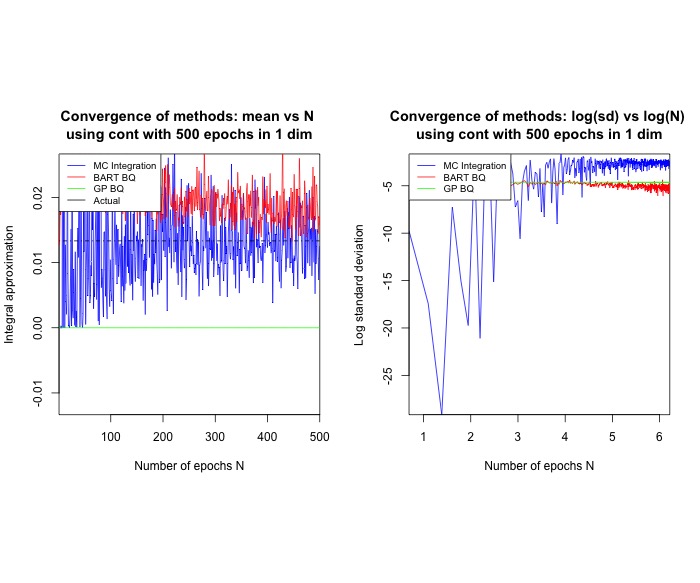 Convergence of methods: mean vs N
using cont with 500 epochs in 1 dim
MC Integration
BART BQ
GP BQ
Actual
Integral approximation
0.02
0.01
0.00
-0.01
100 200 300 400 500
Number of epochs N
Convergence of methods: log(sd) vs log(N)
using cont with 500 epochs in 1 dim
MC Integration
BART BQ
GP BQ
Log standard deviation
-5
-10
-15
-20
-25
1 2 3 4 5 6
Number of epochs N